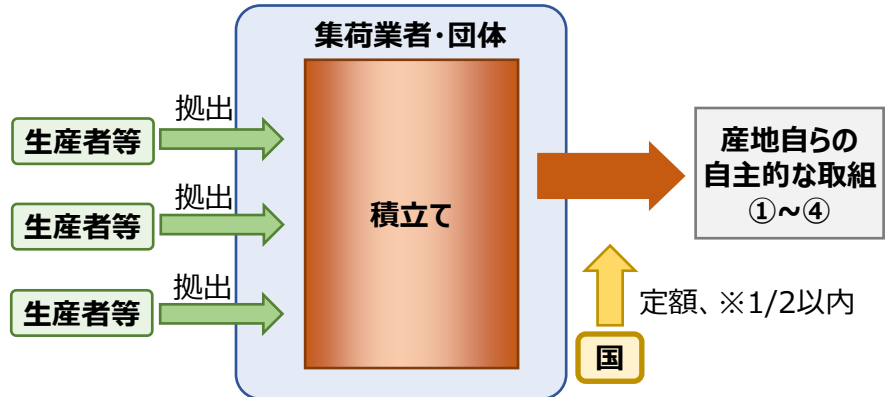 集荷業者・団体
拠出
生産者等
拠出
生産者等
拠出
生産者等
積立て
産地自らの
自主的な取組
①~④
定額、※1/2以内
国